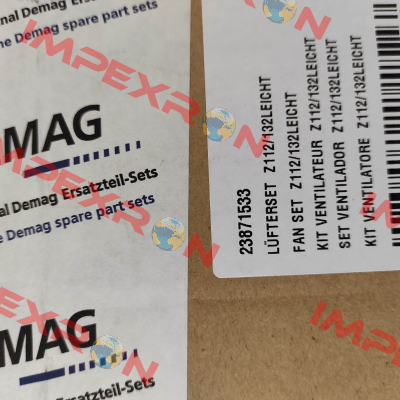 nal Demag Ersatzteil-Sets
ne Demag spare part sets
MAG
nal Demag Ersatzteil-Sets
ne Demag spare part sets
MAG
Demag Ersatzteil-Sets
23871533
LÜFTERSET Z112/132LEICHT
FAN SET Z112/132LEICHT
KIT VENTILATEUR Z112/132LEICHT
SET VENTILADOR Z112/132LEICHT
KIT VENTILATORE Z112/132LEICHT
IMPEXRON
IMPEXRON
IMPEXRON
IMPEXRON